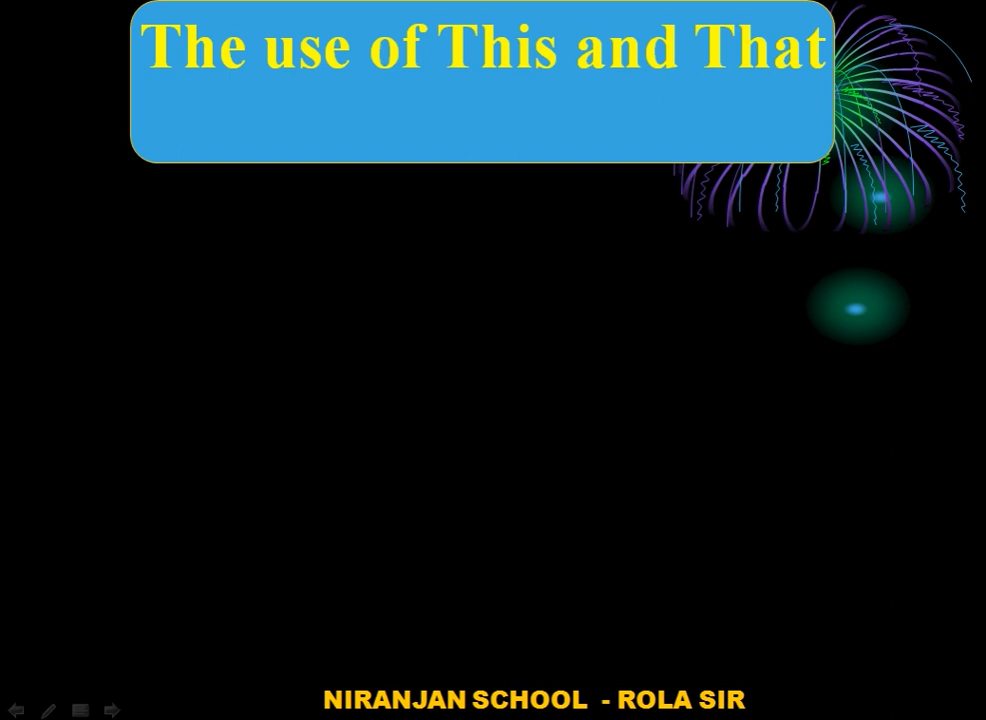 The use of This and That
NIRANJAN SCHOOL - ROLA SIR